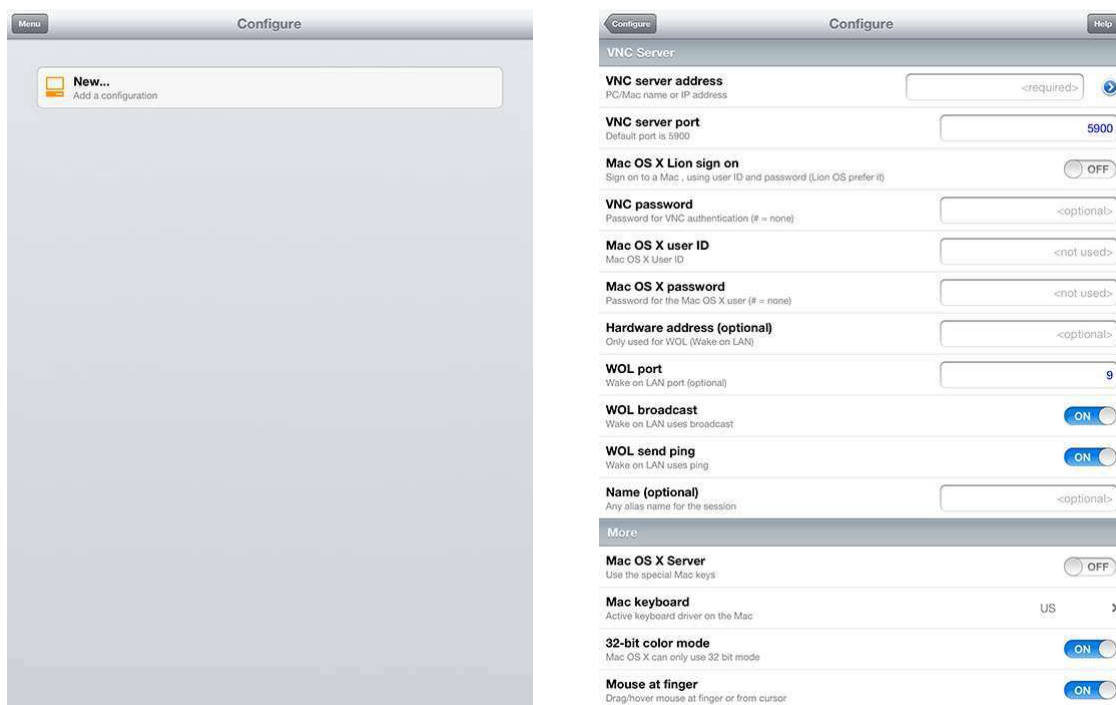 Menu
Configure
New...
Add a configuration
Configure
Configure
Help
VNC Server
VNC server address
PC/Mac name or IP address
<required>
VNC server port
Default port is 5900
5900
Mac OS X Lion sign on
Sign on to a Mac , using user ID and password (Lion OS prefer it)
OFF
VNC password
Password for VNC authentication (# = none)
<optional>
Mac OS X user ID
Mac OS X User ID
<not used>
Mac OS X password
Password for the Mac OS X user (# = none)
<not used>
Hardware address (optional)
Only used for WOL (Wake on LAN)
<optional>
WOL port
Wake on LAN port (optional)
9
WOL broadcast
Wake on LAN uses broadcast
ON
WOL send ping
Wake on LAN uses ping
ON
Name (optional)
Any alias name for the session
<optional>
More
Mac OS X Server
Use the special Mac keys
OFF
Mac keyboard
Active keyboard driver on the Mac
US
32-bit color mode
Mac OS X can only use 32 bit mode
ON
Mouse at finger
Drag/hover mouse at finger or from cursor
ON